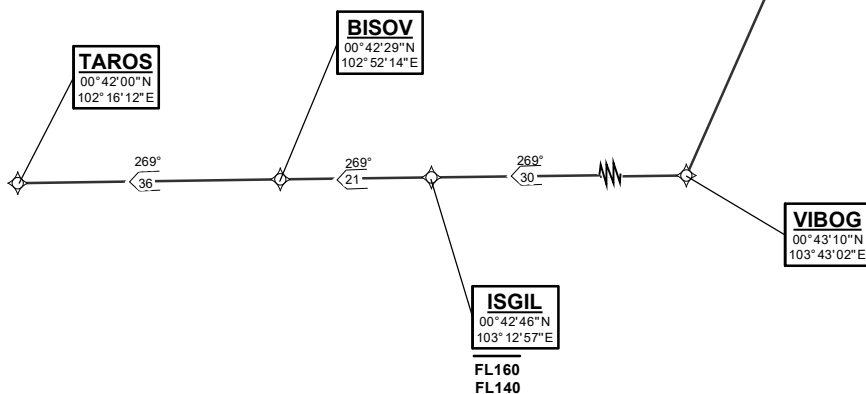 BISOV
00°42'29"N
102°52'14"E
TAROS
00°42'00"N
102°16'12"E
269°
36
269°
21
269°
30
VIBOG
00°43'10"N
103°43'02"E
ISGIL
00°42'46"N
103°12'57"E
FL160
FL140